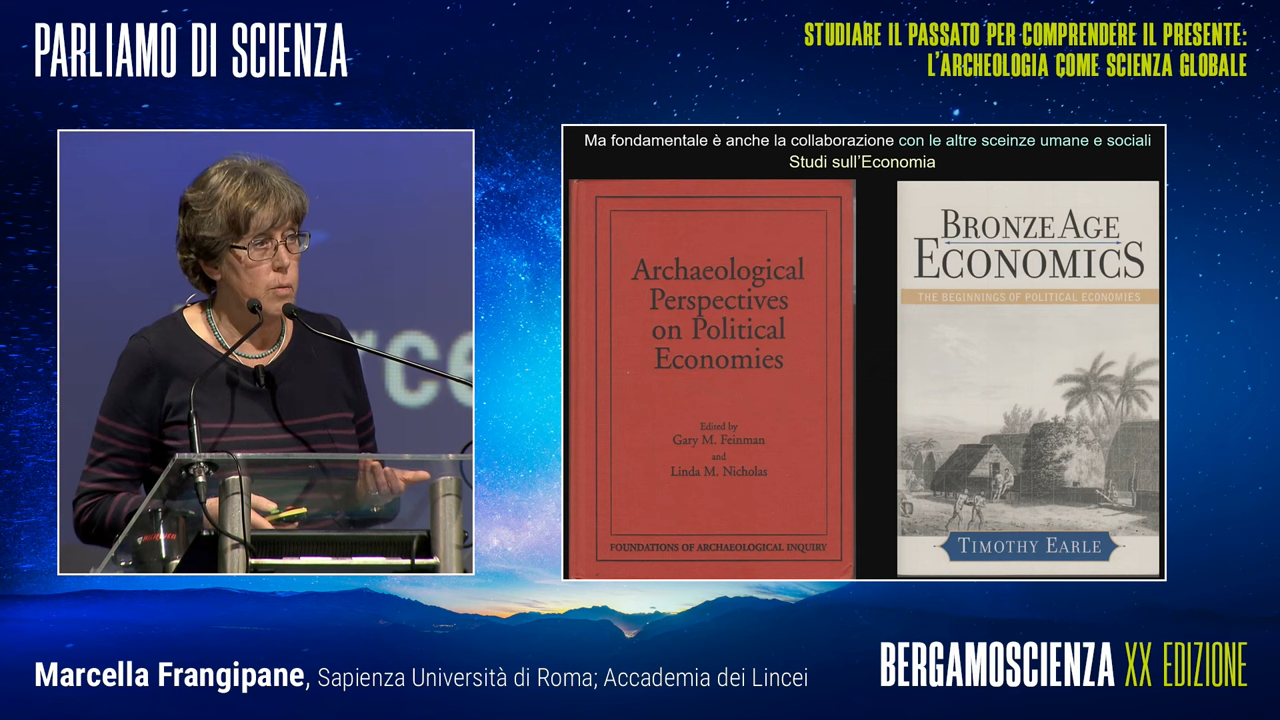 PARLIAMO DI SCIENZA
STUDIARE IL PASSATO PER COMPRENDERE IL PRESENTE:
L'ARCHEOLOGIA COME SCIENZA GLOBALE
Ma fondamentale è anche la collaborazione con le altre sceinze umane e sociali
Studi sull'Economia
Archaeological
Perspectives
on Political
Economies
Edited by
Gary M. Feinman
and
Linda M. Nicholas
FOUNDATIONS OF ARCHAEOLOGICAL INQUIRY
BRONZE AGE
ECONOMICS
THE BEGINNINGS OF POLITICAL ECONOMIES
TIMOTHY EARLE
Marcella Frangipane, Sapienza Università di Roma; Accademia dei Lincei
BERGAMOSCIENZA XX EDIZIONE